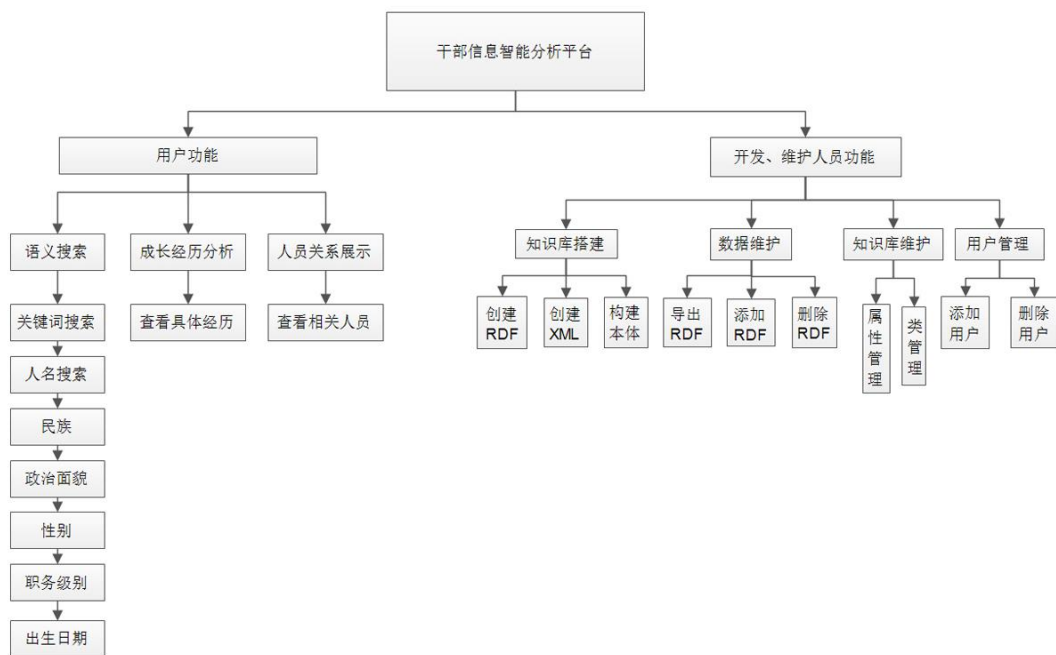 干部信息智能分析平台
用户功能
开发、维护人员功能
语义搜索
成长经历分析
人员关系展示
知识库搭建
数据维护
知识库维护
用户管理
关键词搜索
查看具体经历
查看相关人员
创建
RDF
创建
XML
构建
本体
导出
RDF
添加
RDF
删除
RDF
属性管理
类管理
添加
用户
删除
用户
人名搜索
民族
政治面貌
性别
职务级别
出生日期